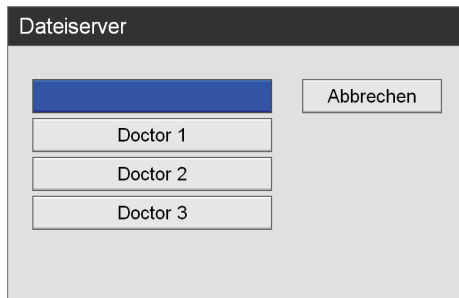 Dateiserver
Abbrechen
Doctor 1
Doctor 2
Doctor 3